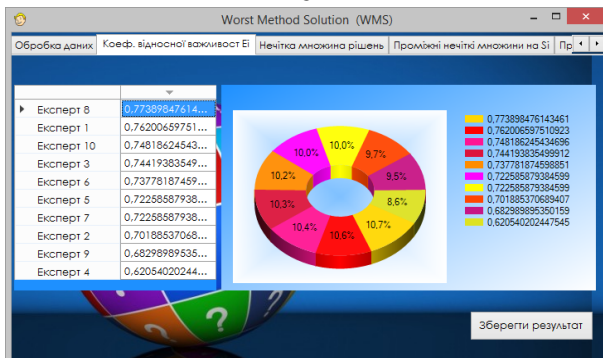 Worst Method Solution (WMS)
Обробка даних Коеф. відносної важливост Еі Нечітка множина рішень Проміжні нечіткі множини на Si Пр
Експерт 8 0,77389847614...
Експерт 1 0,76200659751...
Експерт 10 0,74818624543...
Експерт 3 0,74419383549...
Експерт 6 0,73778187459...
Експерт 5 0,72258587938...
Експерт 7 0,72258587938...
Експерт 2 0,70188537068...
Експерт 9 0,68298989535...
Експерт 4 0,62054020244...
10,0% 10,0% 9,7%
10,2% 9,5%
10,3% 8,6%
10,4% 10,6% 10,7%
0,773898476143461
0,762006597510923
0,748186245434696
0,744193835499912
0,737781874598851
0,722585879384599
0,722585879384599
0,701885370689407
0,682989895350159
0,620540202447545
Зберегти результат